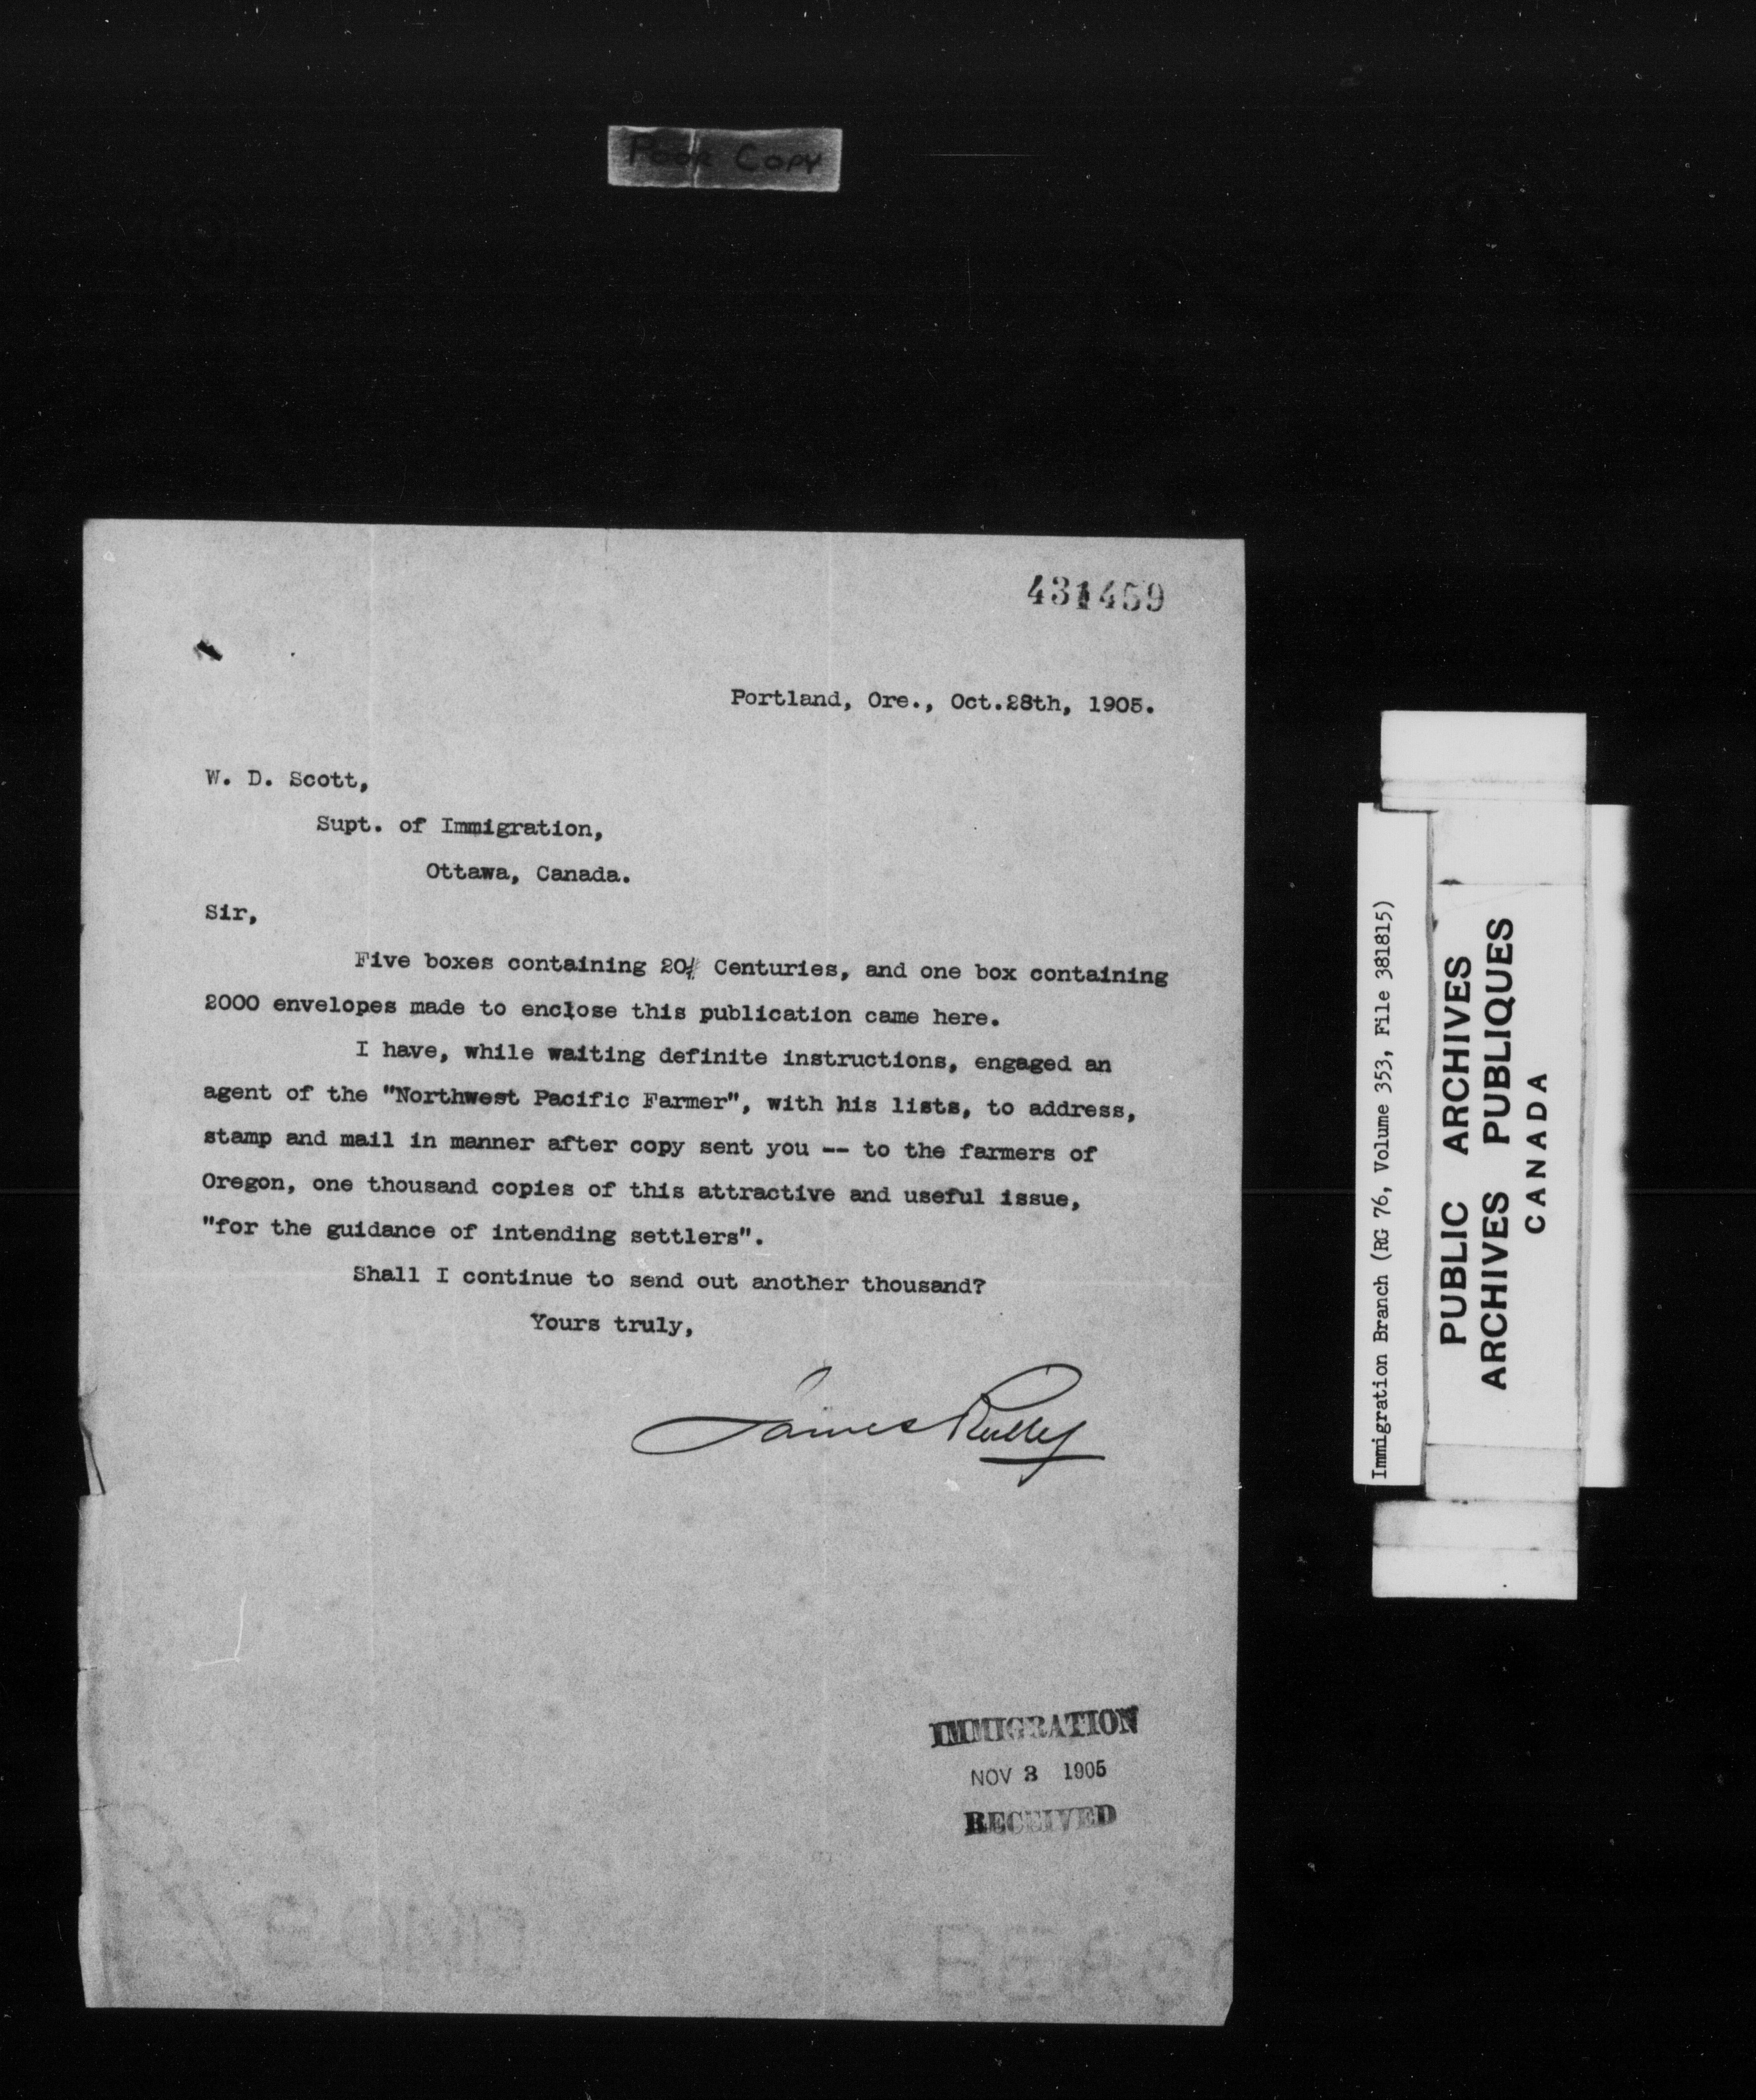 Poor Copy
431459
Portland, Ore., Oct.28th, 1905.
W. D. Scott,
Supt. of Immigration,
Ottawa, Canada.
Sir,
Five boxes containing 20 Centuries, and one box containing
2000 envelopes made to enclose this publication came here.
I have, while waiting definite instructions, engaged an
agent of the "Northwest Pacific Farmer", with his lists, to address,
stamp and mail in manner after copy sent you -- to the farmers of
Oregon, one thousand copies of this attractive and useful issue,
"for the guidance of intending settlers".
Shall I continue to send out another thousand?
Yours truly,
James
IMMIGRATION
NOV 3 1905
RECEIVED
Immigration Branch (RG 76, Volume 353, File 381815)
PUBLIC ARCHIVES
ARCHIVES PUBLIQUES
CANADA